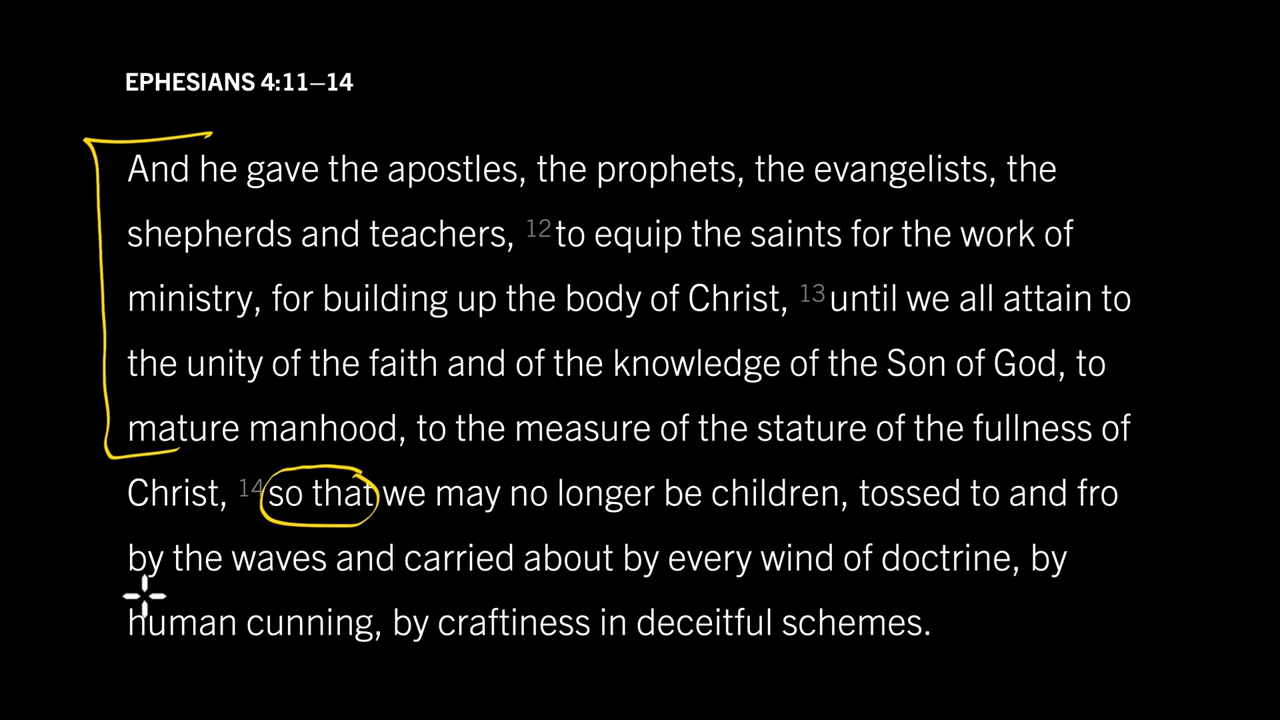 EPHESIANS 4:11–14
And he gave the apostles, the prophets, the evangelists, the
shepherds and teachers, 12 to equip the saints for the work of
ministry, for building up the body of Christ, 13 until we all attain to
the unity of the faith and of the knowledge of the Son of God, to
mature manhood, to the measure of the stature of the fullness of
Christ, 14 so that we may no longer be children, tossed to and fro
by the waves and carried about by every wind of doctrine, by
human cunning, by craftiness in deceitful schemes.